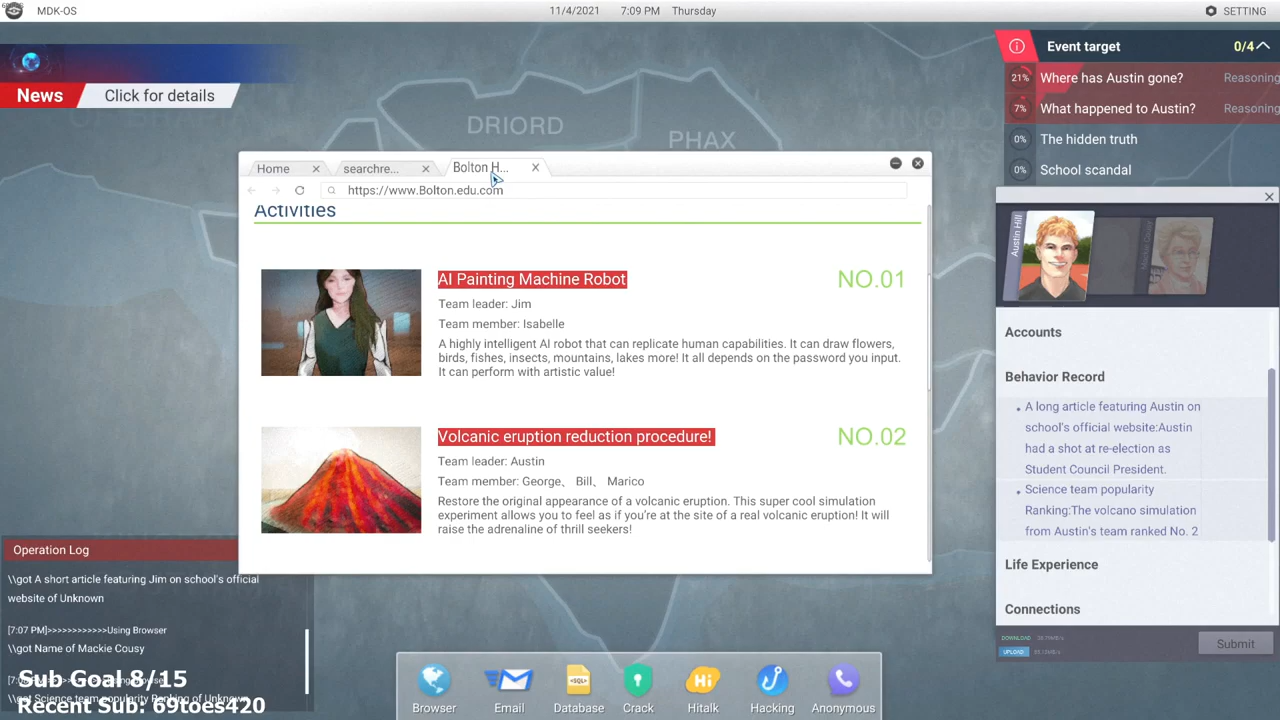 MDK-OS
11/4/2021 7:09 PM Thursday
SETTING
News
Click for details
Event target 0/4
21% Where has Austin gone? Reasoning
7% What happened to Austin? Reasoning
0% The hidden truth
0% School scandal
DRIORD
PHAX
Home
searchre...
Bolton H...
https://www.Bolton.edu.com
Activities
AI Painting Machine Robot
NO.01
Team leader: Jim
Team member: Isabelle
A highly intelligent AI robot that can replicate human capabilities. It can draw flowers,
birds, fishes, insects, mountains, lakes more! It all depends on the password you input.
It can perform with artistic value!
Volcanic eruption reduction procedure!
NO.02
Team leader: Austin
Team member: George、 Bill、 Marico
Restore the original appearance of a volcanic eruption. This super cool simulation
experiment allows you to feel as if you're at the site of a real volcanic eruption! It will
raise the adrenaline of thrill seekers!
Austin Hill
Accounts
Behavior Record
• A long article featuring Austin on
school's official website:Austin
had a shot at re-election as
Student Council President.
• Science team popularity
Ranking:The volcano simulation
from Austin's team ranked No. 2
Life Experience
Connections
DOWNLOAD
UPLOAD
Submit
Operation Log
\\got A short article featuring Jim on school's official
website of Unknown
[7:07 PM]>>>>>>>>>>>>Using Browser
\\got Name of Mackie Cousy
\\got Science team popularity Ranking of Unknown
Sub Goal 8/15
Recent Sub: 69toes420
Browser
Email
Database
Crack
Hitalk
Hacking
Anonymous